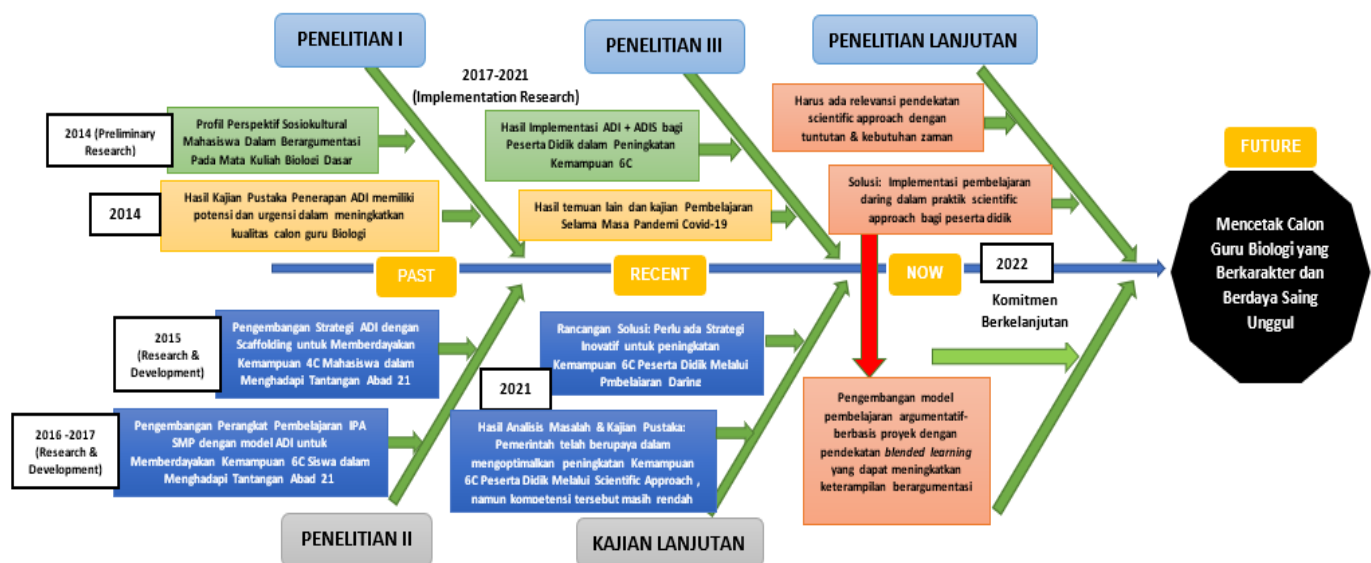 PENELITIAN I
PENELITIAN III
PENELITIAN LANJUTAN
2017-2021
(Implementation Research)
2014 (Preliminary
Research)
Profil Perspektif Sosiokultural
Mahasiswa Dalam Berargumentasi
Pada Mata Kuliah Biologi Dasar
Hasil Implementasi ADI + ADIS bagi
Peserta Didik dalam Peningkatan
Kemampuan 6C
Harus ada relevansi pendekatan
scientific approach dengan
tuntutan & kebutuhan zaman
2014
Hasil Kajian Pustaka Penerapan ADI memiliki
potensi dan urgensi dalam meningkatkan
kualitas calon guru Biologi
Hasil temuan lain dan kajian Pembelajaran
Selama Masa Pandemi Covid-19
Solusi: Implementasi pembelajaran
daring dalam praktik scientific
approach bagi peserta didik
FUTURE
Mencetak Calon
Guru Biologi yang
Berkarakter dan
Berdaya Saing
Unggul
PAST
RECENT
NOW
2022
Komitmen
Berkelanjutan
2015
(Research &
Development)
Pengembangan Strategi ADI dengan
Scaffolding untuk Memberdayakan
Kemampuan 4C Mahasiswa dalam
Menghadapi Tantangan Abad 21
Rancangan Solusi: Perlu ada Strategi
Inovatif untuk peningkatan
Kemampuan 6C Peserta Didik Melalui
Pmbelajaran Daring
2021
2016 -2017
(Research &
Development)
Pengembangan Perangkat Pembelajaran IPA
SMP dengan model ADI untuk
Memberdayakan Kemampuan 6C Siswa dalam
Menghadapi Tantangan Abad 21
Hasil Analisis Masalah & Kajian Pustaka:
Pemerintah telah berupaya dalam
mengoptimalkan peningkatan Kemampuan
6C Peserta Didik Melalui Scientific Approach ,
namun kompetensi tersebut masih rendah
Pengembangan model
pembelajaran argumentatif-
berbasis proyek dengan
pendekatan blended learning
yang dapat meningkatkan
keterampilan berargumentasi
PENELITIAN II
KAJIAN LANJUTAN